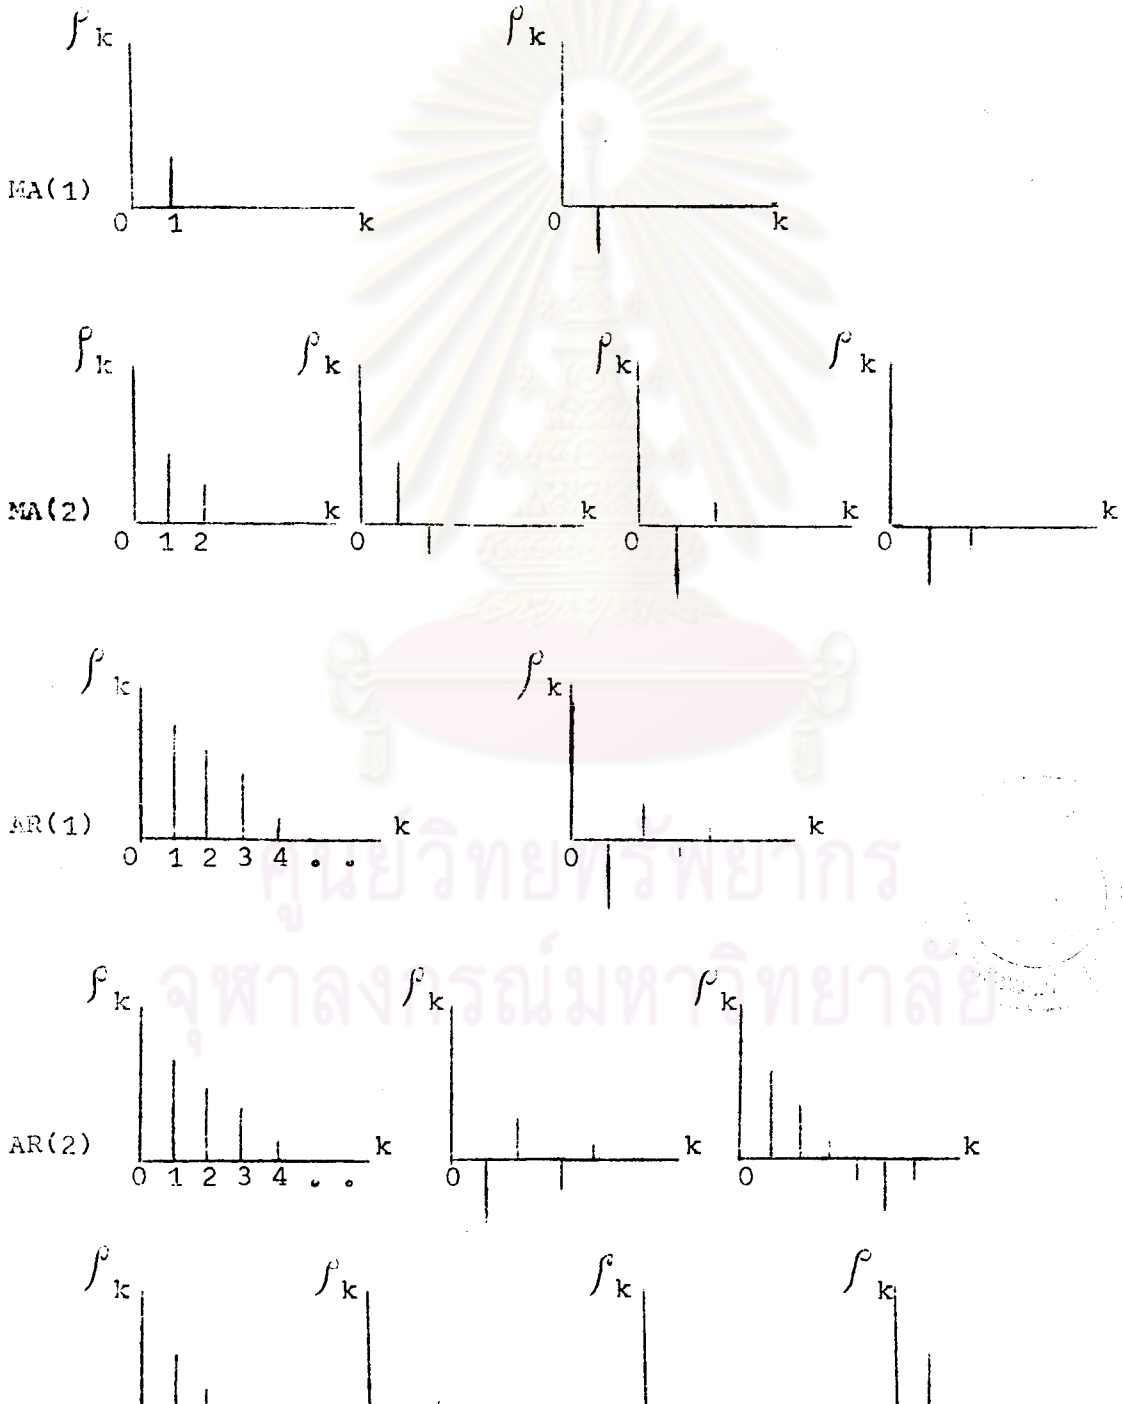 ρk ρk
MA(1)
0 1 k 0 k
ρk ρk ρk ρk
MA(2) k k k k
0 1 2 0 0 0
ρk ρk
AR(1) k k
0 1 2 3 4 . . 0
ศูนย์วิทยทรัพยากร
จุฬาลงกรณ์มหาวิทยาลัย
ρk ρk ρk
AR(2) k k k
0 1 2 3 4 . . 0 0
ρk ρk ρk ρk